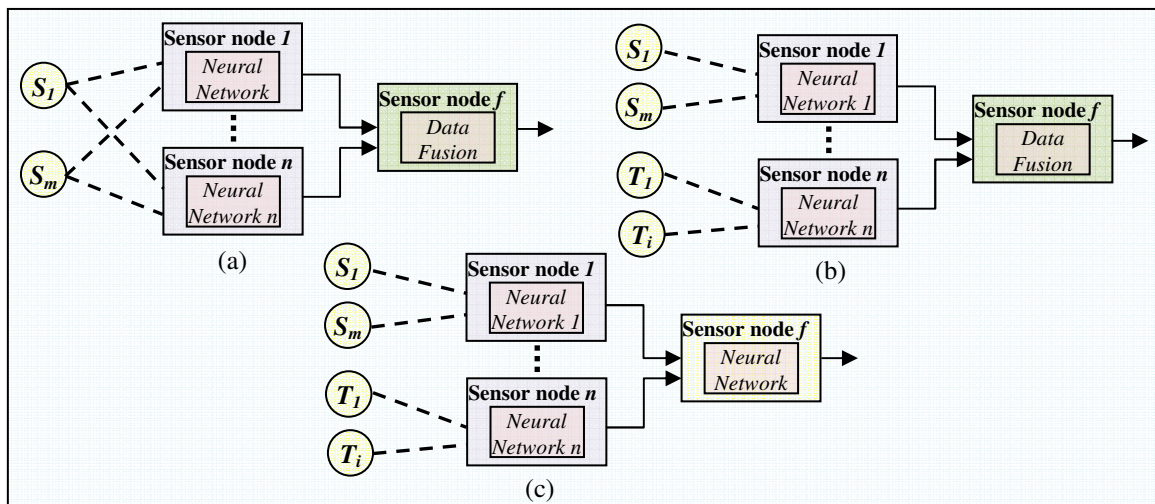 Sensor node 1
Neural
Network
S1
Sm
Sensor node n
Neural
Network n
Sensor node f
Data
Fusion
(a)
Sensor node 1
Neural
Network 1
S1
Sm
T1
Ti
Sensor node n
Neural
Network n
Sensor node f
Data
Fusion
(b)
Sensor node 1
Neural
Network 1
S1
Sm
T1
Ti
Sensor node n
Neural
Network n
Sensor node f
Neural
Network
(c)